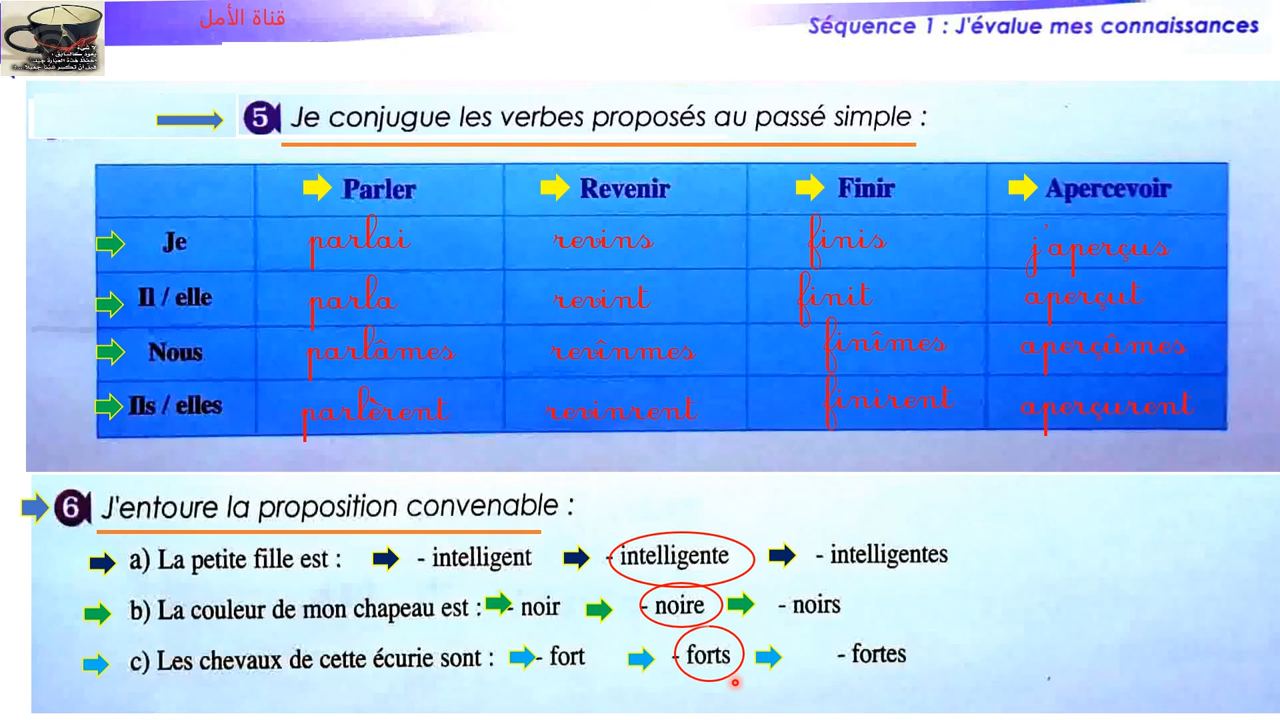 قناة الأمل
Séquence 1 : J'évalue mes connaissances
5 Je conjugue les verbes proposés au passé simple :
Parler Revenir Finir Apercevoir
Je parlai revins finis j'aperçus
Il / elle parla revint finit aperçut
Nous parlâmes revînmes finîmes aperçûmes
Ils / elles parlèrent revinrent finirent aperçurent
6 J'entoure la proposition convenable :
a) La petite fille est : - intelligent - intelligente - intelligentes
b) La couleur de mon chapeau est : - noir - noire - noirs
c) Les chevaux de cette écurie sont : - fort - forts - fortes